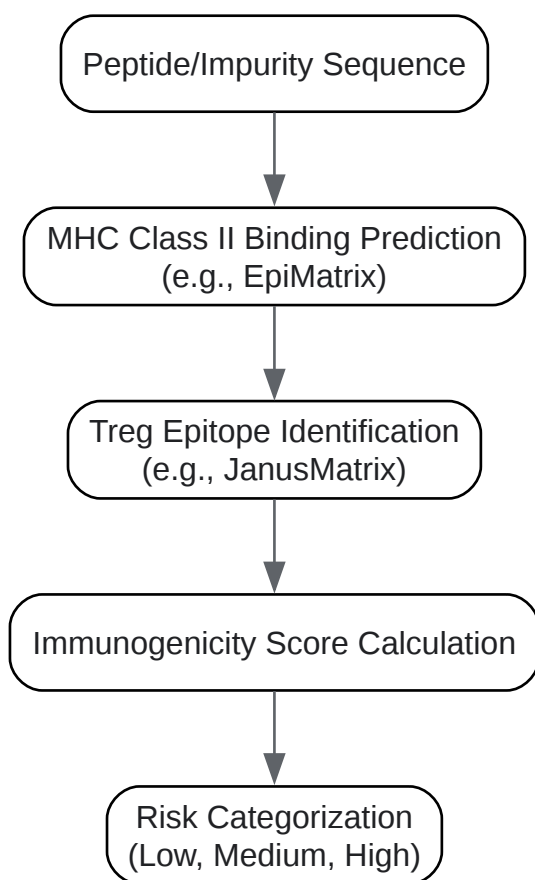 Peptide/Impurity Sequence
MHC Class II Binding Prediction
(e.g., EpiMatrix)
Treg Epitope Identification
(e.g., JanusMatrix)
Immunogenicity Score Calculation
Risk Categorization
(Low, Medium, High)